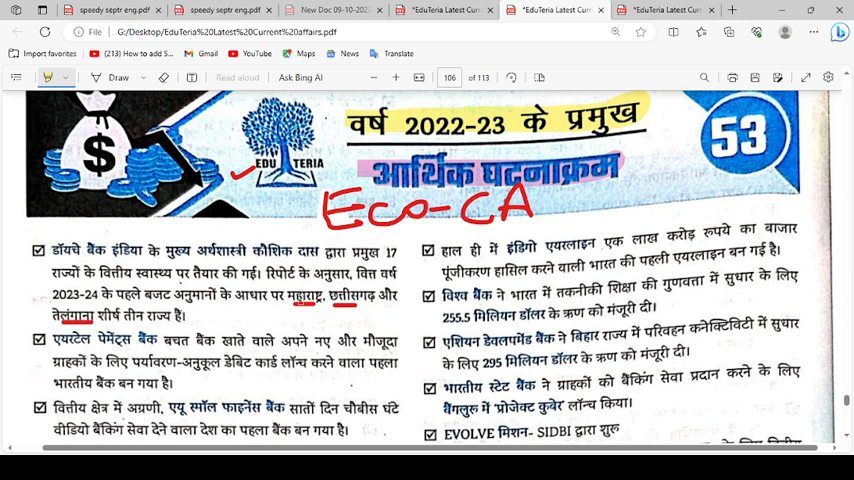 speedy septr eng.pdf
speedy septr eng.pdf
New Doc 09-10-202
*EduTeria Latest Curr
*EduTeria Latest Curr
*EduTeria Latest Curr
File
G:/Desktop/EduTeria%20Latest%20Current%20affairs.pdf
Import favorites
(213) How to add S...
Gmail
YouTube
Maps
News
Translate
Draw
Read aloud
Ask Bing AI
106
of 113
वर्ष 2022-23 के प्रमुख
आर्थिक घटनाक्रम
53
EDU TERIA
ECO-CA
डॉयचे बैंक इंडिया के मुख्य अर्थशास्त्री कौशिक दास द्वारा प्रमुख 17
राज्यों के वित्तीय स्वास्थ्य पर तैयार की गई। रिपोर्ट के अनुसार, वित्त वर्ष
2023-24 के पहले बजट अनुमानों के आधार पर महाराष्ट्र, छत्तीसगढ़ और
तेलंगाना शीर्ष तीन राज्य हैं।
एयरटेल पेमेंट्स बैंक बचत बैंक खाते वाले अपने नए और मौजूदा
ग्राहकों के लिए पर्यावरण-अनुकूल डेबिट कार्ड लॉन्च करने वाला पहला
भारतीय बैंक बन गया है।
वित्तीय क्षेत्र में अग्रणी, एयू स्मॉल फाइनेंस बैंक सातों दिन चौबीस घंटे
वीडियो बैंकिंग सेवा देने वाला देश का पहला बैंक बन गया है।
हाल ही में इंडिगो एयरलाइन एक लाख करोड़ रुपये का बाजार
पूंजीकरण हासिल करने वाली भारत की पहली एयरलाइन बन गई है।
विश्व बैंक ने भारत में तकनीकी शिक्षा की गुणवत्ता में सुधार के लिए
255.5 मिलियन डॉलर के ऋण को मंजूरी दी।
एशियन डेवलपमेंड बैंक ने बिहार राज्य में परिवहन कनेक्टिविटी में सुधार
के लिए 295 मिलियन डॉलर के ऋण को मंजूरी दी।
भारतीय स्टेट बैंक ने ग्राहकों को बैंकिंग सेवा प्रदान करने के लिए
बैंगलुरू में 'प्रोजेक्ट कुबेर' लॉन्च किया।
EVOLVE मिशन- SIDBI द्वारा शुरू